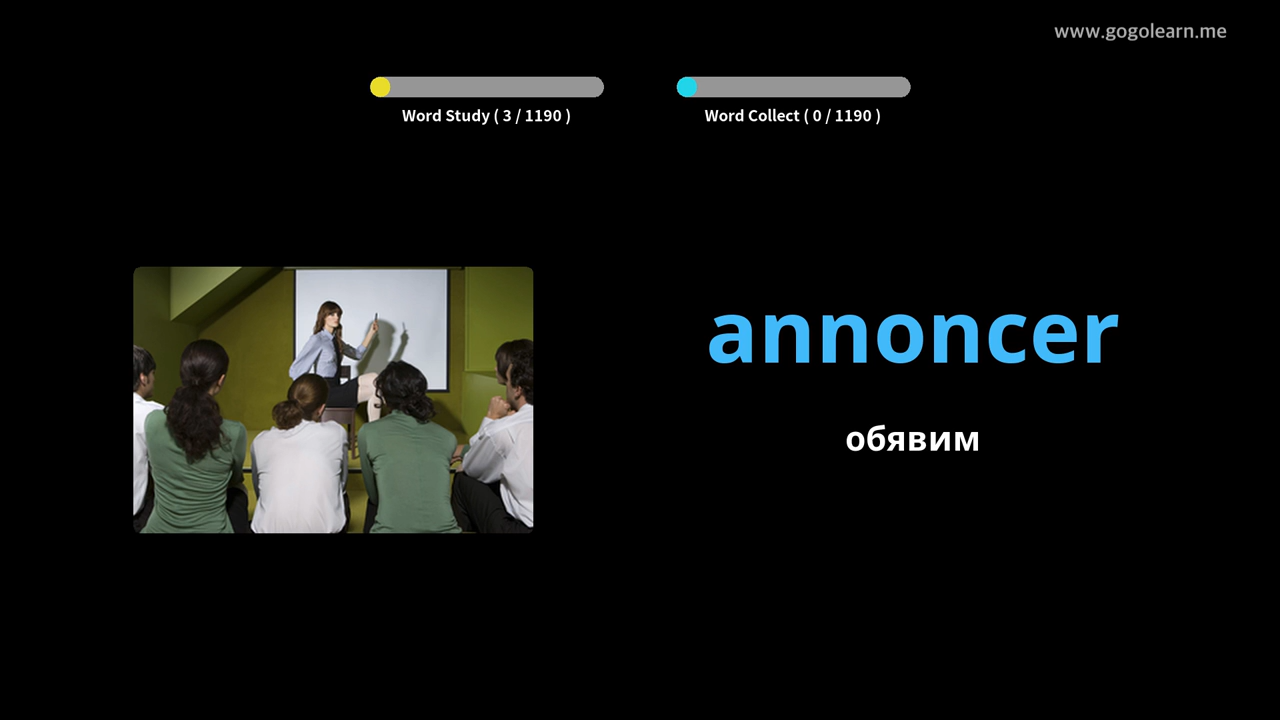 www.gogolearn.me
Word Study ( 3 / 1190 )
Word Collect ( 0 / 1190 )
annoncer
обявим